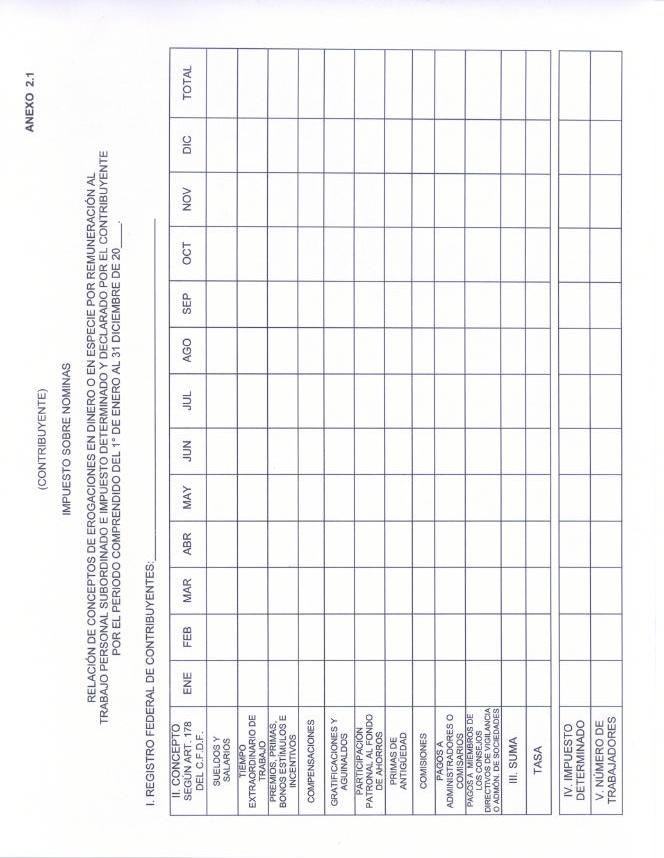 ANEXO 2.1
(CONTRIBUYENTE)
IMPUESTO SOBRE NOMINAS
RELACIÓN DE CONCEPTOS DE EROGACIONES EN DINERO O EN ESPECIE POR REMUNERACIÓN AL
TRABAJO PERSONAL SUBORDINADO E IMPUESTO DETERMINADO Y DECLARADO POR EL CONTRIBUYENTE
POR EL PERIODO COMPRENDIDO DEL 1° DE ENERO AL 31 DICIEMBRE DE 20____.
I. REGISTRO FEDERAL DE CONTRIBUYENTES:____________________
II. CONCEPTO
SEGÚN ART. 178
DEL C.F.D.F.
ENE FEB MAR ABR MAY JUN JUL AGO SEP OCT NOV DIC TOTAL
SUELDOS Y
SALARIOS
TIEMPO
EXTRAORDINARIO DE
TRABAJO
PREMIOS, PRIMAS,
BONOS ESTÍMULOS E
INCENTIVOS
COMPENSACIONES
GRATIFICACIONES Y
AGUINALDOS
PARTICIPACIÓN
PATRONAL AL FONDO
DE AHORROS
PRIMAS DE
ANTIGÜEDAD
COMISIONES
PAGOS A
ADMINISTRADORES O
COMISARIOS
PAGOS A MIEMBROS DE
LOS CONSEJOS
DIRECTIVOS DE VIGILANCIA
O ADMÓN. DE SOCIEDADES
III. SUMA
TASA
IV. IMPUESTO
DETERMINADO
V. NÚMERO DE
TRABAJADORES